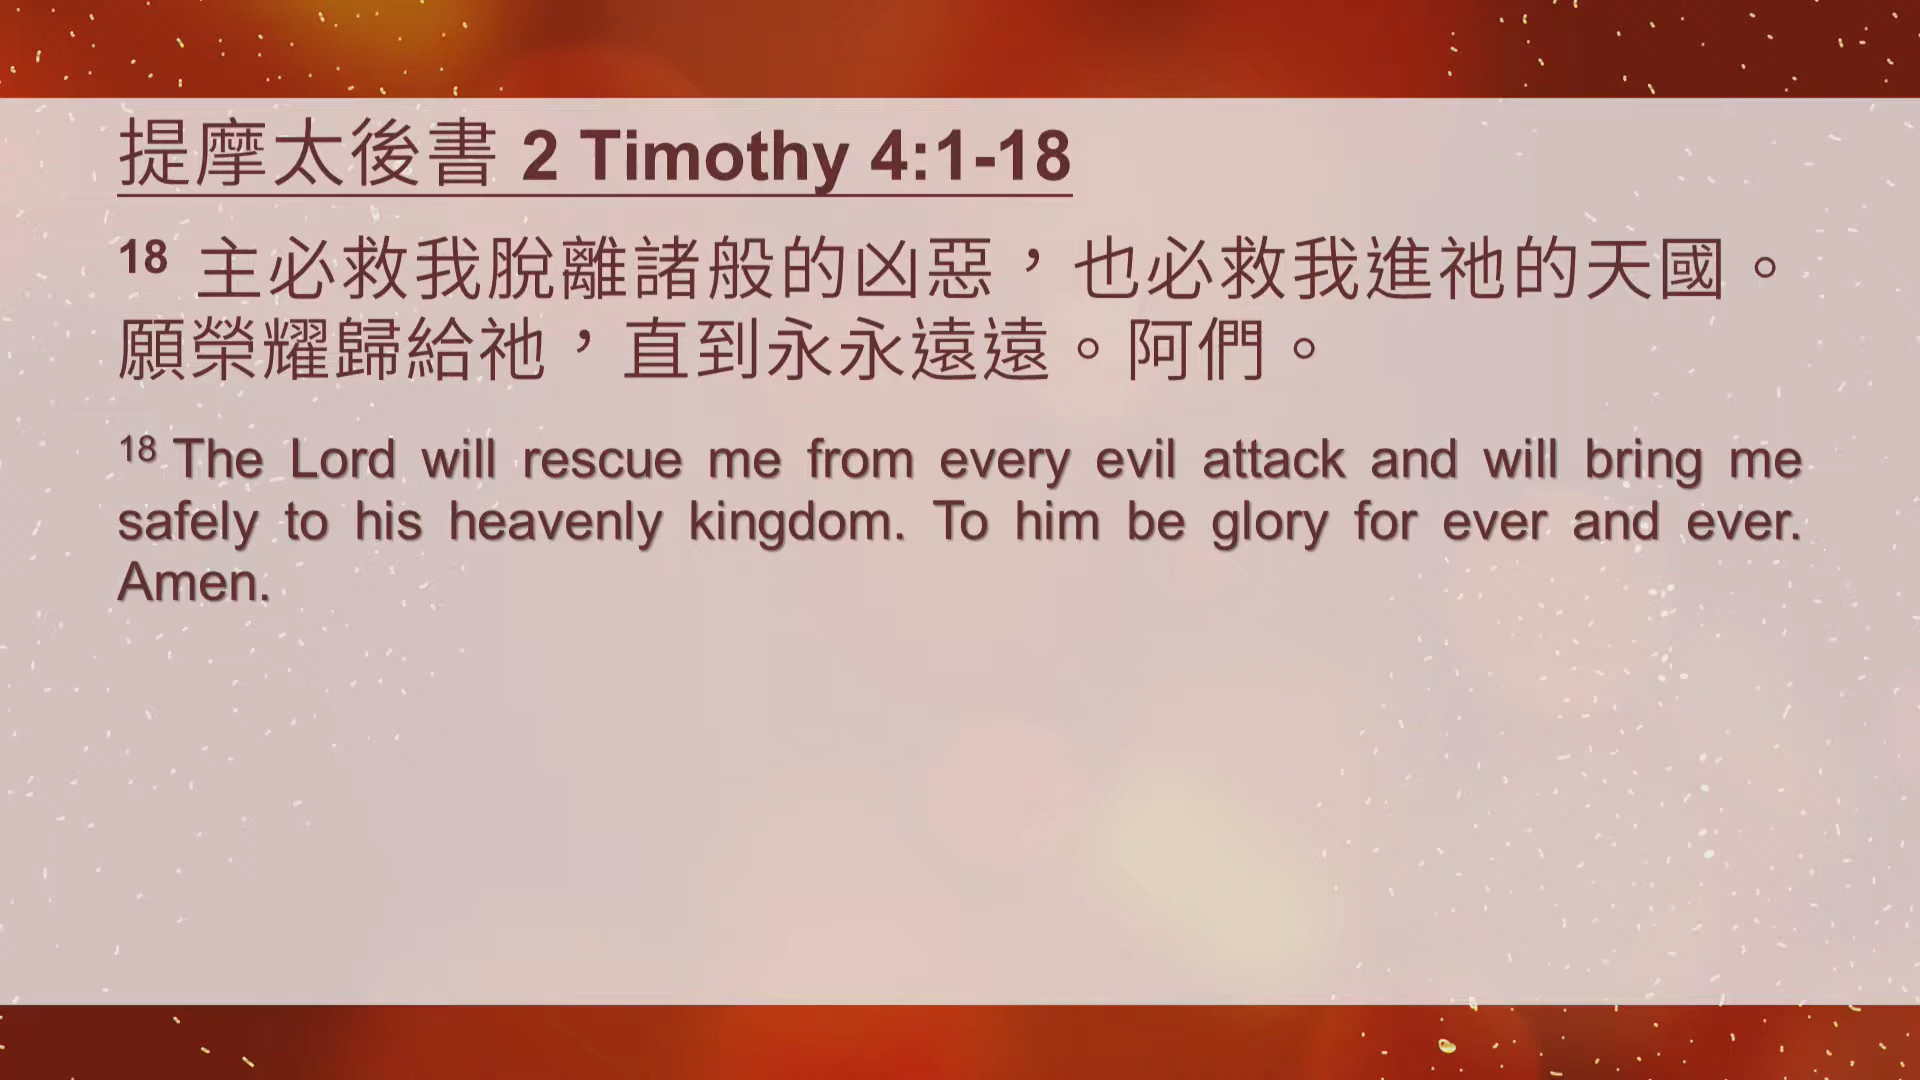 提摩太後書 2 Timothy 4:1-18
18 主必救我脫離諸般的凶惡，也必救我進祂的天國。
願榮耀歸給祂，直到永永遠遠。阿們。
18 The Lord will rescue me from every evil attack and will bring me
safely to his heavenly kingdom. To him be glory for ever and ever.
Amen.